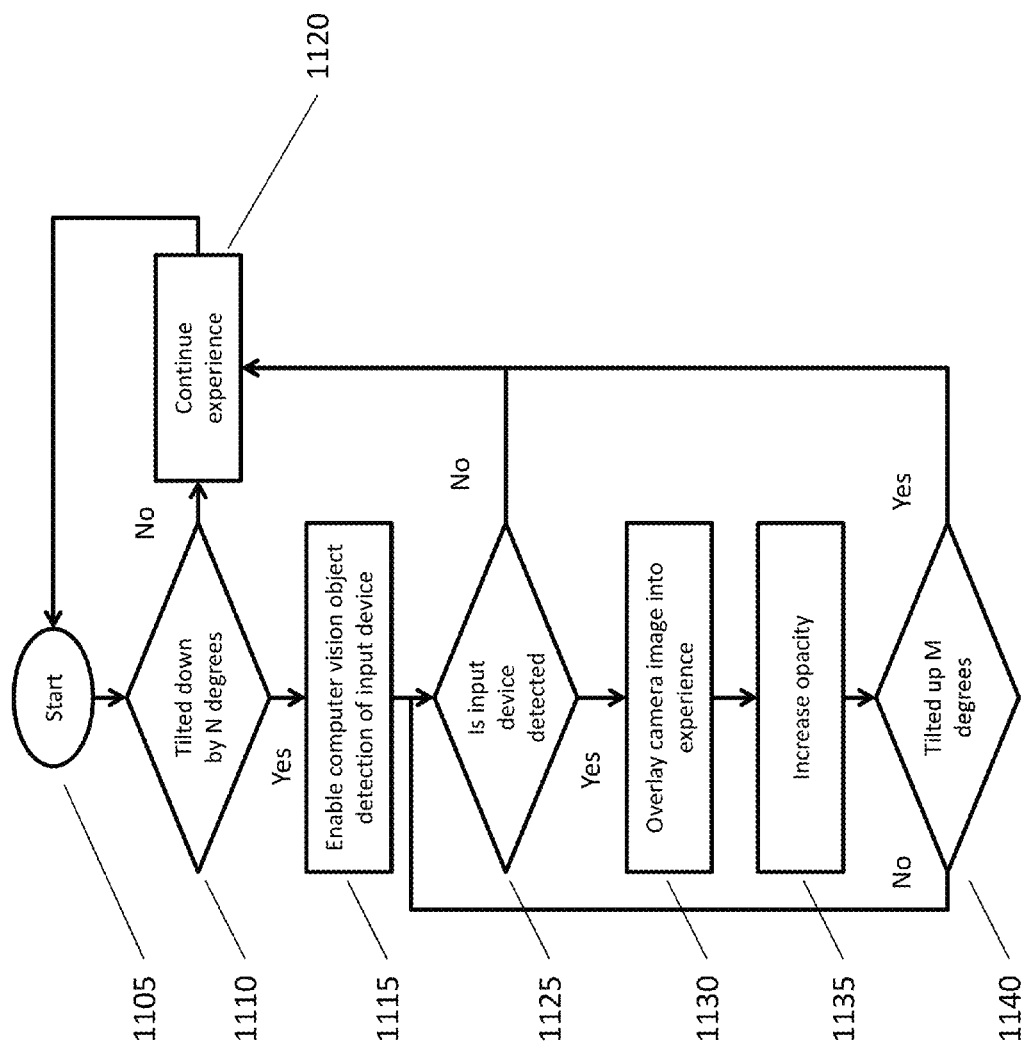 Start
Tilted down
by N degrees
No
Continue
experience
Yes
Enable computer vision object
detection of input device
Is input
device
detected
No
Yes
Overlay camera image into
experience
Increase opacity
Tilted up M
degrees
Yes
No
1105
1110
1115
1120
1125
1130
1135
1140